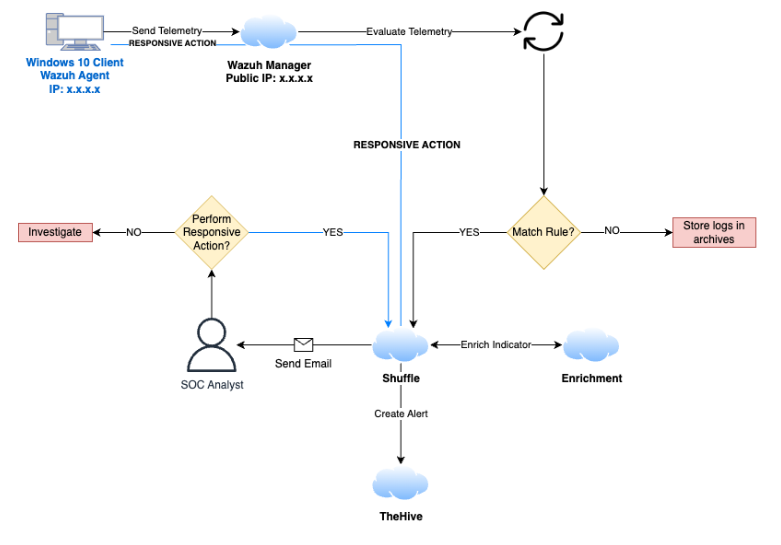 Send Telemetry
RESPONSIVE ACTION
Evaluate Telemetry
Windows 10 Client
Wazuh Agent
IP: x.x.x.x
Wazuh Manager
Public IP: x.x.x.x
RESPONSIVE ACTION
Investigate
NO
Perform
Responsive
Action?
YES
YES
Match Rule?
NO
Store logs in
archives
SOC Analyst
Send Email
Shuffle
Enrich Indicator
Enrichment
Create Alert
TheHive